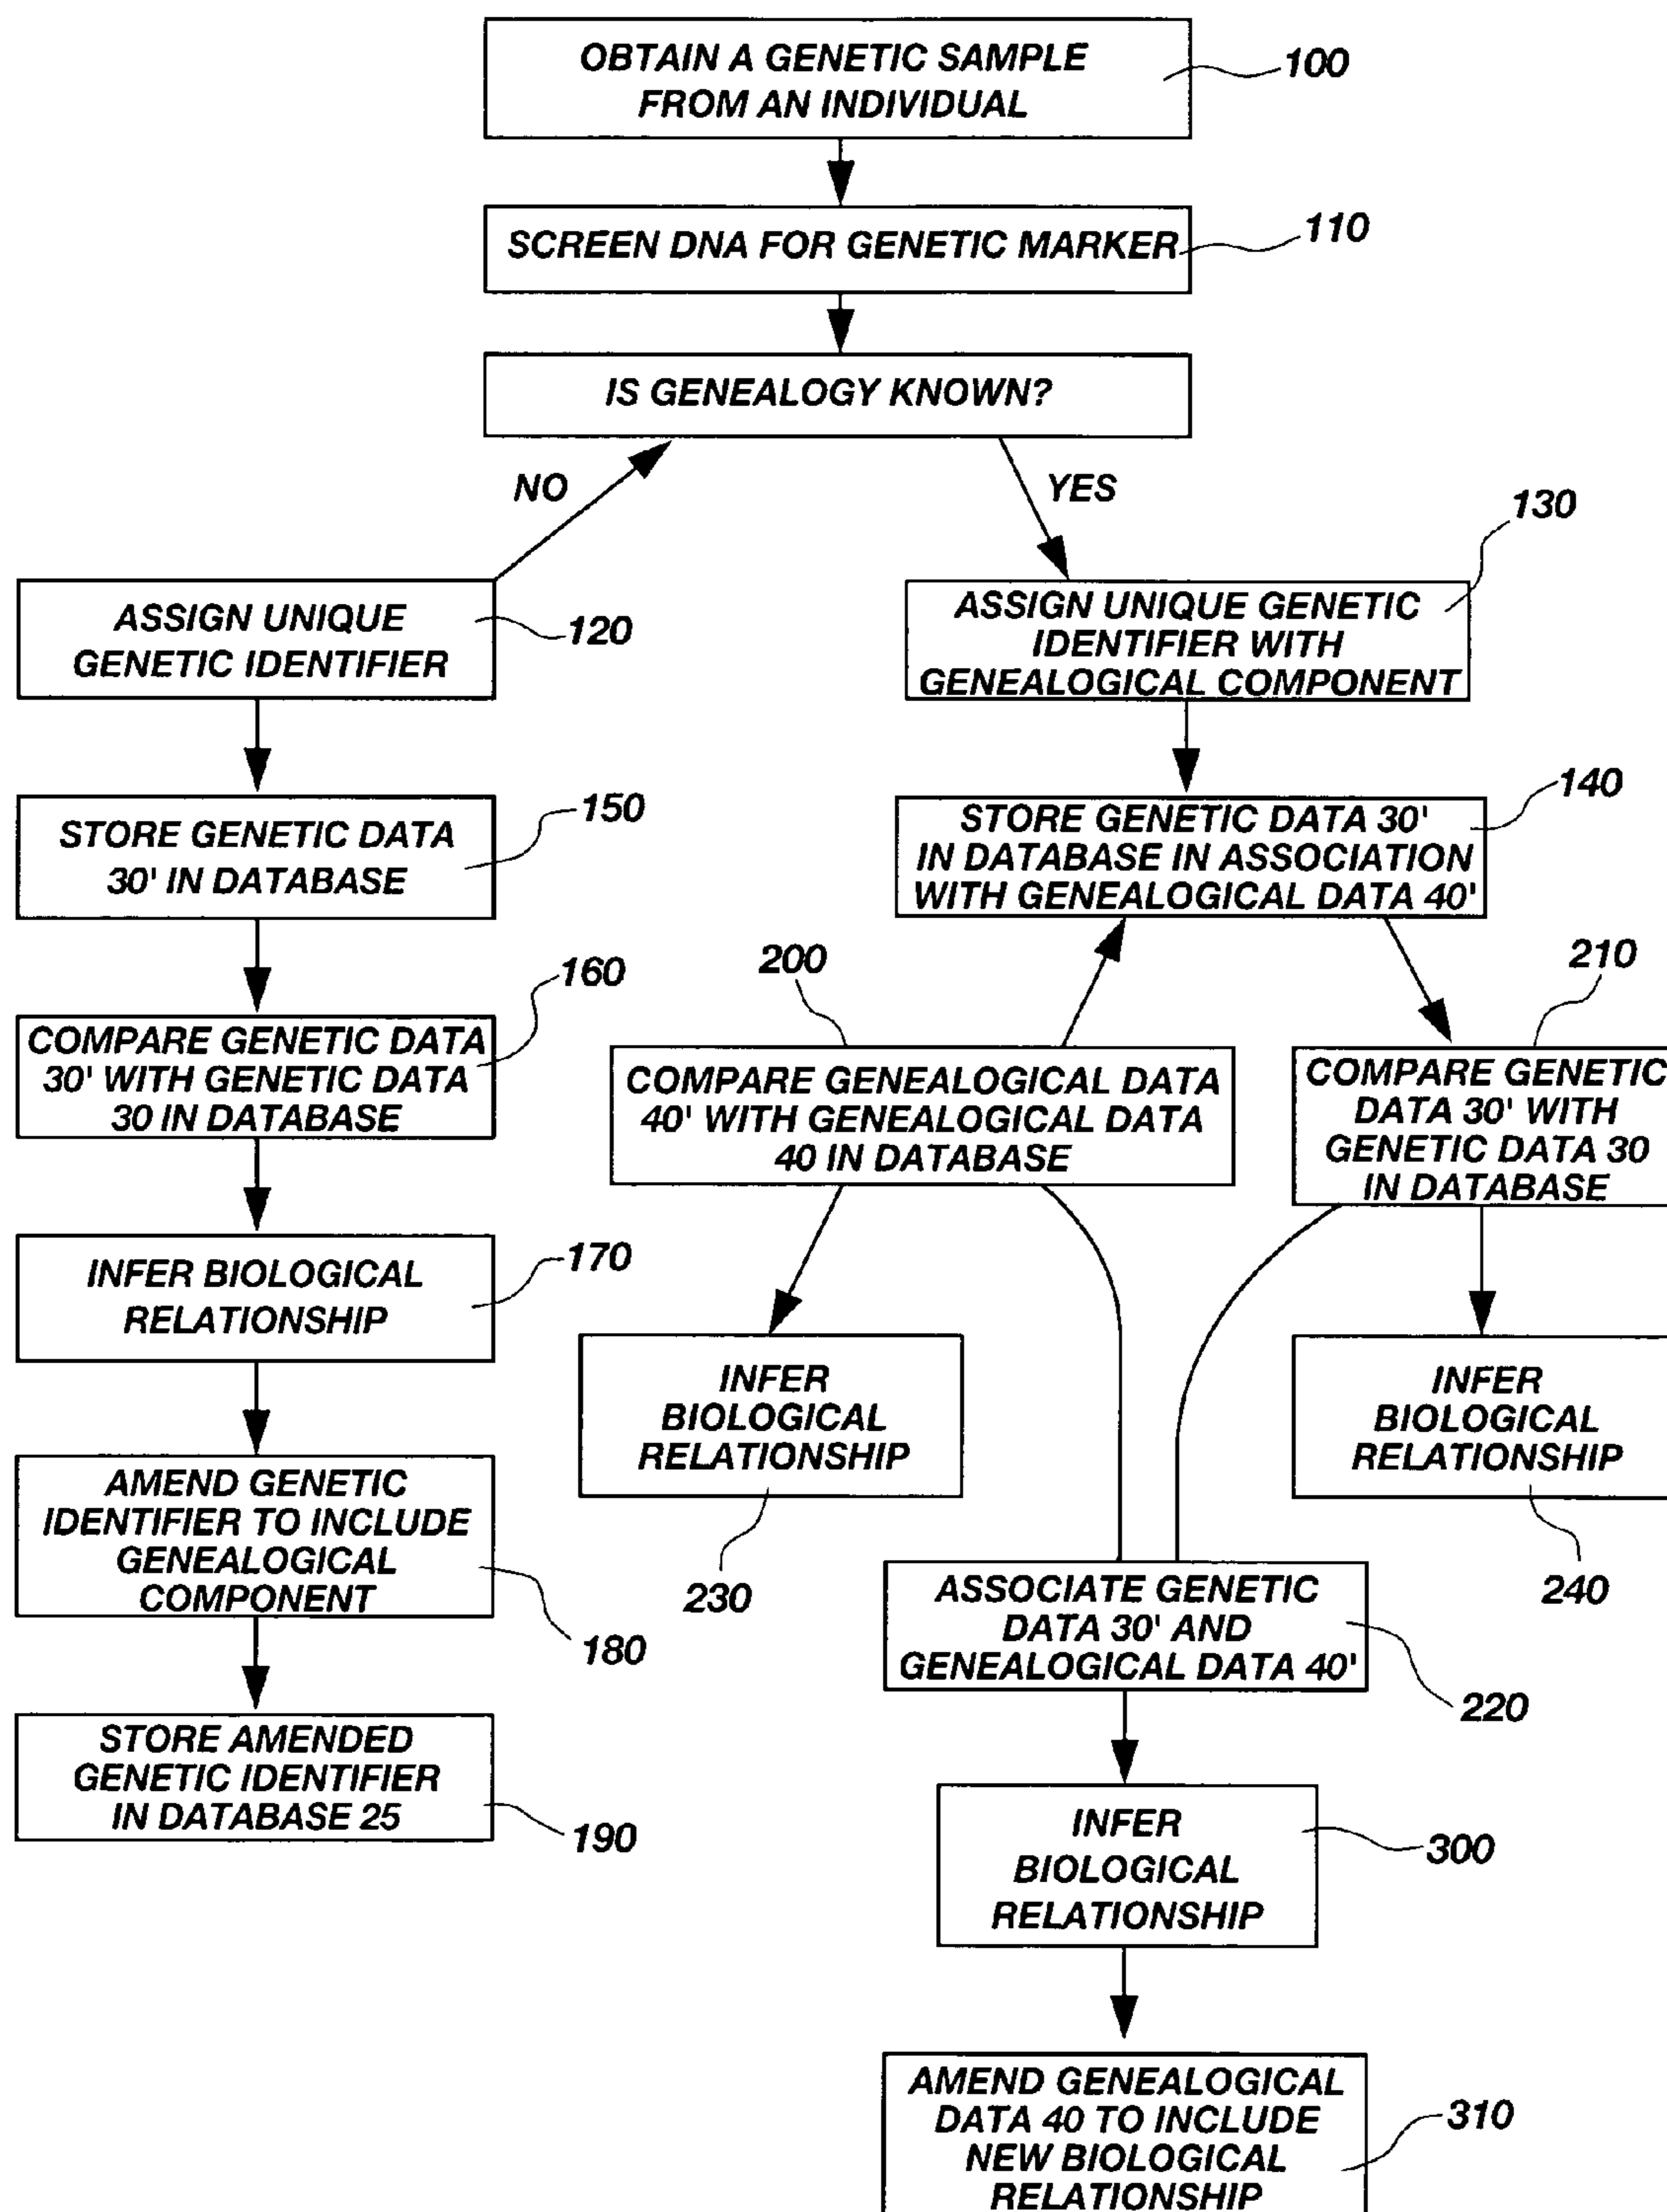 OBTAIN A GENETIC SAMPLE
FROM AN INDIVIDUAL
100
SCREEN DNA FOR GENETIC MARKER
110
IS GENEALOGY KNOWN?
NO
YES
130
ASSIGN UNIQUE
GENETIC IDENTIFIER
120
ASSIGN UNIQUE GENETIC
IDENTIFIER WITH
GENEALOGICAL COMPONENT
STORE GENETIC DATA
30' IN DATABASE
150
STORE GENETIC DATA 30'
IN DATABASE IN ASSOCIATION
WITH GENEALOGICAL DATA 40'
140
COMPARE GENETIC DATA
30' WITH GENETIC DATA
30 IN DATABASE
160
200
COMPARE GENEALOGICAL DATA
40' WITH GENEALOGICAL DATA
40 IN DATABASE
210
COMPARE GENETIC
DATA 30' WITH
GENETIC DATA 30
IN DATABASE
INFER BIOLOGICAL
RELATIONSHIP
170
INFER
BIOLOGICAL
RELATIONSHIP
230
INFER
BIOLOGICAL
RELATIONSHIP
240
AMEND GENETIC
IDENTIFIER TO INCLUDE
GENEALOGICAL
COMPONENT
180
ASSOCIATE GENETIC
DATA 30' AND
GENEALOGICAL DATA 40'
220
STORE AMENDED
GENETIC IDENTIFIER
IN DATABASE 25
190
INFER
BIOLOGICAL
RELATIONSHIP
300
AMEND GENEALOGICAL
DATA 40 TO INCLUDE
NEW BIOLOGICAL
RELATIONSHIP
310